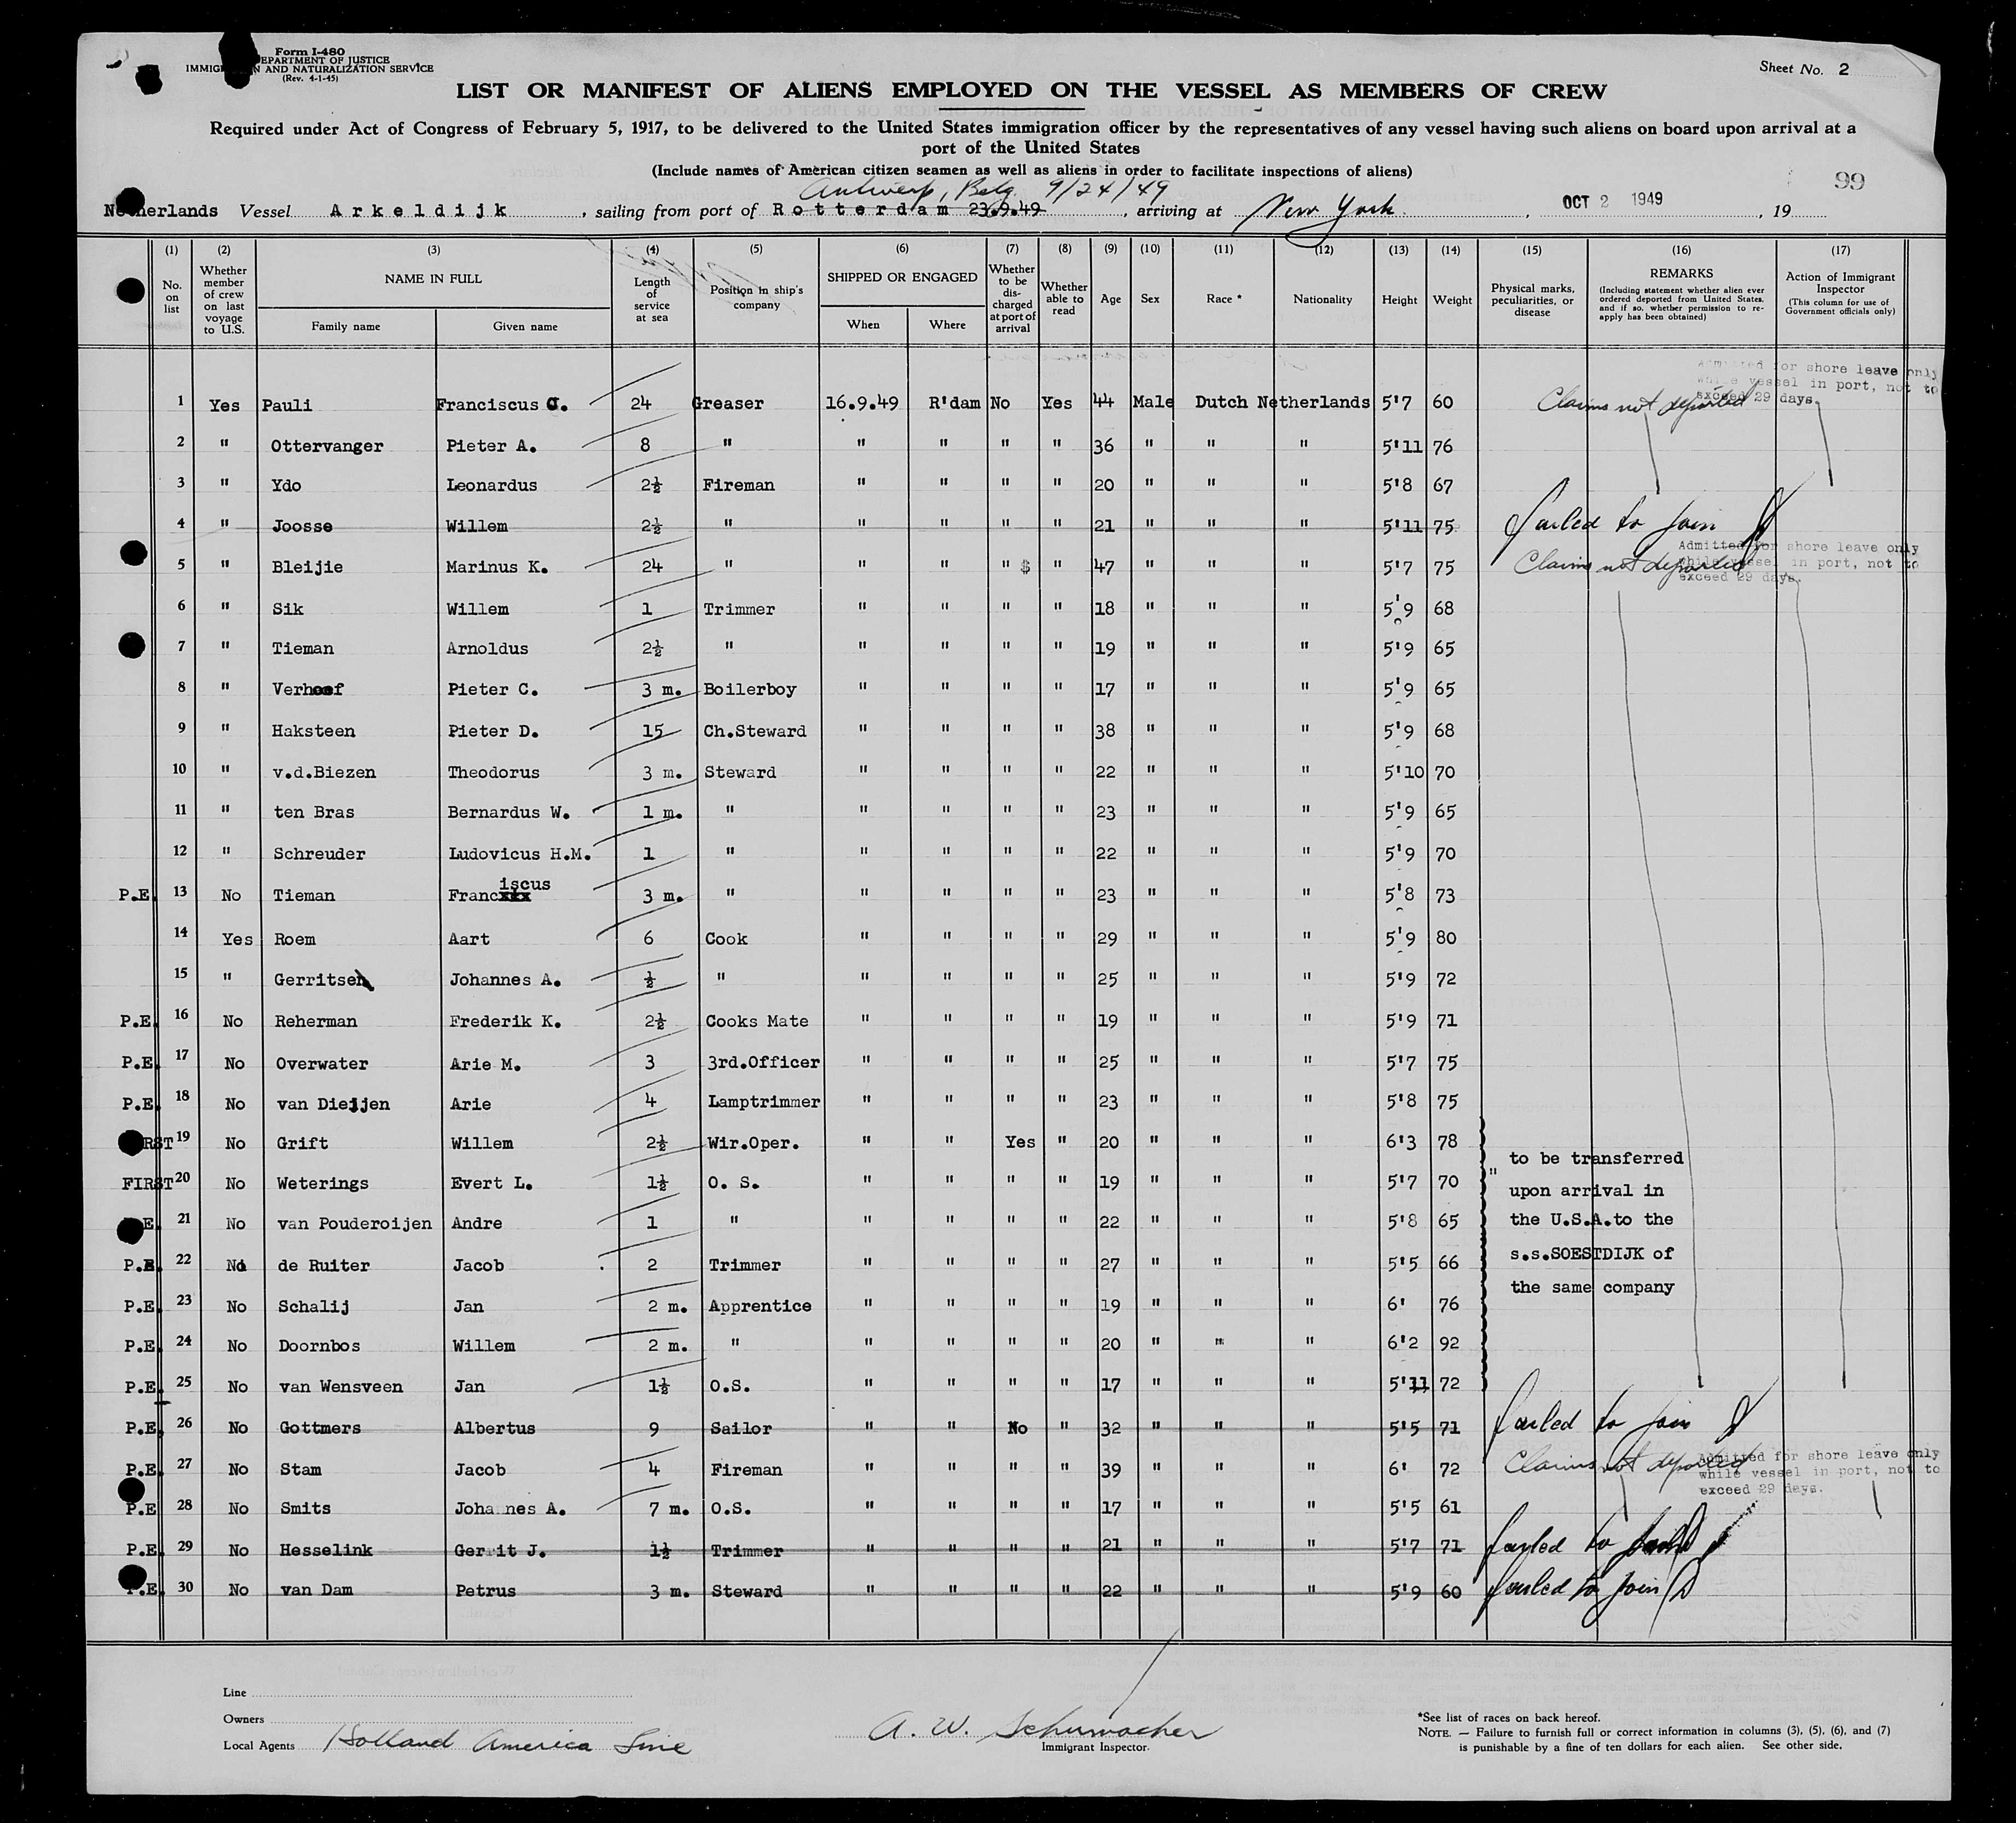 Form I-480
DEPARTMENT OF JUSTICE
IMMIGRATION AND NATURALIZATION SERVICE
(Rev. 4-1-45)
Sheet No. 2
LIST OR MANIFEST OF ALIENS EMPLOYED ON THE VESSEL AS MEMBERS OF CREW
Required under Act of Congress of February 5, 1917, to be delivered to the United States immigration officer by the representatives of any vessel having such aliens on board upon arrival at a
port of the United States
(Include names of American citizen seamen as well as aliens in order to facilitate inspections of aliens)
99
Antwerp, Belg. 9/24/49
Netherlands Vessel Arkeldijk, sailing from port of Rotterdam 23.9.49, arriving at New York, OCT 2 1949, 19
(1) (2) (3) (4) (5) (6) (7) (8) (9) (10) (11) (12) (13) (14) (15) (16) (17)
No. on list
Whether member of crew on last voyage to U.S.
NAME IN FULL
Family name Given name
Length of service at sea
Position in ship's company
SHIPPED OR ENGAGED
When Where
Whether to be discharged at port of arrival
Whether able to read
Age
Sex
Race *
Nationality
Height
Weight
Physical marks, peculiarities, or disease
REMARKS
(Including statement whether alien ever ordered deported from United States, and if so, whether permission to re-apply has been obtained)
Action of Immigrant Inspector
(This column for use of Government officials only)
Admitted for shore leave only
while vessel in port, not to
exceed 29 days.
1 Yes Pauli Franciscus C. 24 Greaser 16.9.49 R'dam No Yes 44 Male Dutch Netherlands 5'7 60 Claims not deported
2 " Ottervanger Pieter A. 8 " " " " " 36 " " " 5'11 76
3 " Ydo Leonardus 2½ Fireman " " " " 20 " " " 5'8 67
4 " Joosse Willem 2½ " " " " " 21 " " " 5'11 75 failed to join
Admitted for shore leave only
while vessel in port, not to
exceed 29 days.
5 " Bleijie Marinus K. 24 " " " " " 47 " " " 5'7 75 Claims not deported
6 " Sik Willem 1 Trimmer " " " " 18 " " " 5'9 68
7 " Tieman Arnoldus 2½ " " " " " 19 " " " 5'9 65
8 " Verhoef Pieter C. 3 m. Boilerboy " " " " 17 " " " 5'9 65
9 " Haksteen Pieter D. 15 Ch.Steward " " " " 38 " " " 5'9 68
10 " v.d.Biezen Theodorus 3 m. Steward " " " " 22 " " " 5'10 70
11 " ten Bras Bernardus W. 1 m. " " " " " 23 " " " 5'9 65
12 " Schreuder Ludovicus H.M. 1 " " " " " 22 " " " 5'9 70
P.E. 13 No Tieman Franciscus 3 m. " " " " " 23 " " " 5'8 73
14 Yes Roem Aart 6 Cook " " " " 29 " " " 5'9 80
15 " Gerritsen Johannes A. ½ " " " " " 25 " " " 5'9 72
P.E. 16 No Reherman Frederik K. 2½ Cooks Mate " " " " 19 " " " 5'9 71
P.E. 17 No Overwater Arie M. 3 3rd.Officer " " " " 25 " " " 5'7 75
P.E. 18 No van Dieijen Arie 4 Lamptrimmer " " " " 23 " " " 5'8 75
FIRST 19 No Grift Willem 2½ Wir.Oper. " " Yes " 20 " " " 6'3 78
to be transferred
FIRST 20 No Weterings Evert L. 1½ O. S. " " " " 19 " " " 5'7 70 " upon arrival in
P.E. 21 No van Pouderoijen Andre 1 " " " " " 22 " " " 5'8 65 the U.S.A.to the
P.E. 22 No de Ruiter Jacob 2 Trimmer " " " " 27 " " " 5'5 66 s.s.SOESTDIJK of
P.E. 23 No Schalij Jan 2 m. Apprentice " " " " 19 " " " 6' 76 the same company
P.E. 24 No Doornbos Willem 2 m. " " " " " 20 " " " 6'2 92
P.E. 25 No van Wensveen Jan 1½ O.S. " " " " 17 " " " 5'11 72
P.E. 26 No Gottmers Albertus 9 Sailor " " No " 32 " " " 5'5 71 failed to join
P.E. 27 No Stam Jacob 4 Fireman " " " " 39 " " " 6' 72 Claims not deported
Admitted for shore leave only
while vessel in port, not to
exceed 29 days.
P.E 28 No Smits Johannes A. 7 m. O.S. " " " " 17 " " " 5'5 61
P.E. 29 No Hesselink Gerrit J. 1½ Trimmer " " " " 21 " " " 5'7 71 failed to join
P.E. 30 No van Dam Petrus 3 m. Steward " " " " 22 " " " 5'9 60 failed to join
Line
Owners
Local Agents Holland America Line
A. W. Schumacher
Immigrant Inspector.
*See list of races on back hereof.
NOTE. — Failure to furnish full or correct information in columns (3), (5), (6), and (7)
is punishable by a fine of ten dollars for each alien. See other side.